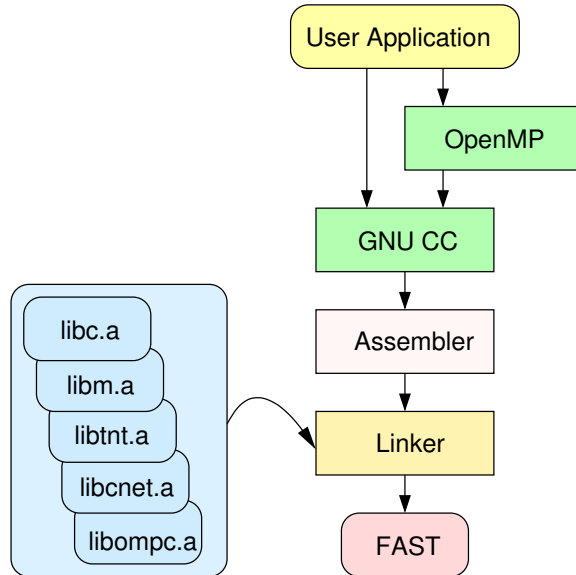 User Application
OpenMP
GNU CC
libc.a
Assembler
libm.a
libtnt.a
Linker
libcnet.a
libompc.a
FAST